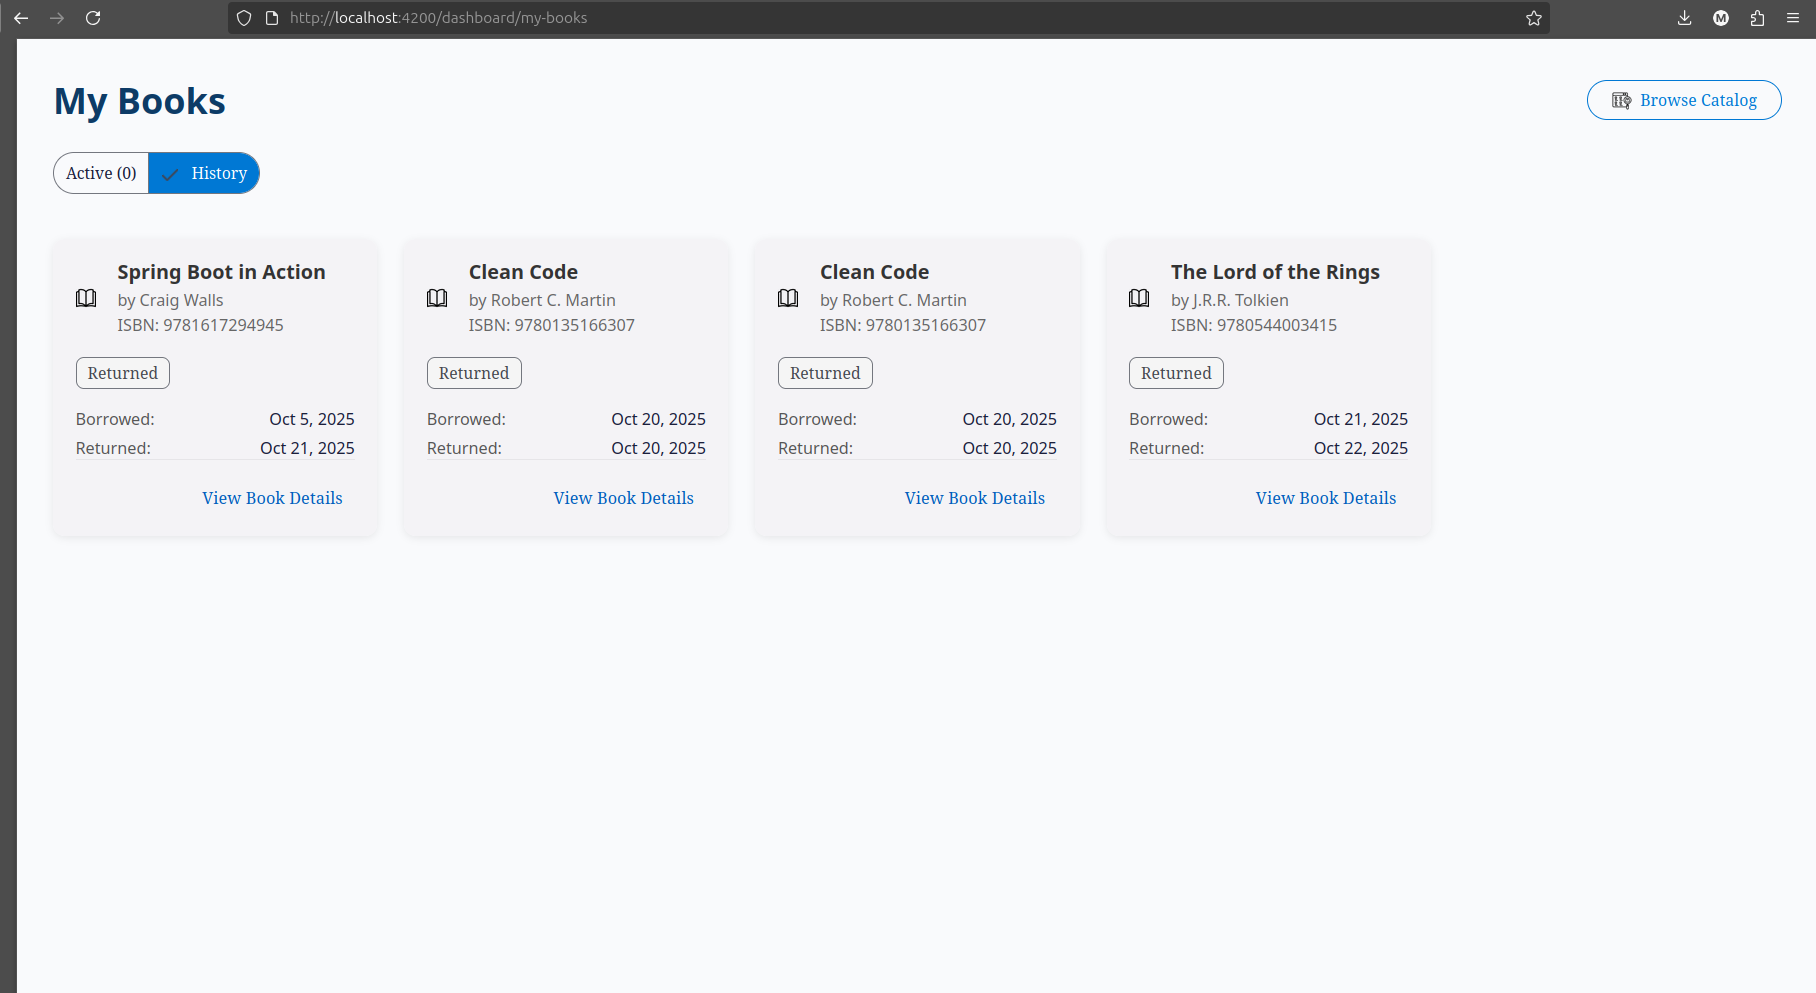 http://localhost:4200/dashboard/my-books
M
My Books
Browse Catalog
Active (0)
History
Spring Boot in Action
by Craig Walls
ISBN: 9781617294945
Returned
Borrowed: Oct 5, 2025
Returned: Oct 21, 2025
View Book Details
Clean Code
by Robert C. Martin
ISBN: 9780135166307
Returned
Borrowed: Oct 20, 2025
Returned: Oct 20, 2025
View Book Details
Clean Code
by Robert C. Martin
ISBN: 9780135166307
Returned
Borrowed: Oct 20, 2025
Returned: Oct 20, 2025
View Book Details
The Lord of the Rings
by J.R.R. Tolkien
ISBN: 9780544003415
Returned
Borrowed: Oct 21, 2025
Returned: Oct 22, 2025
View Book Details